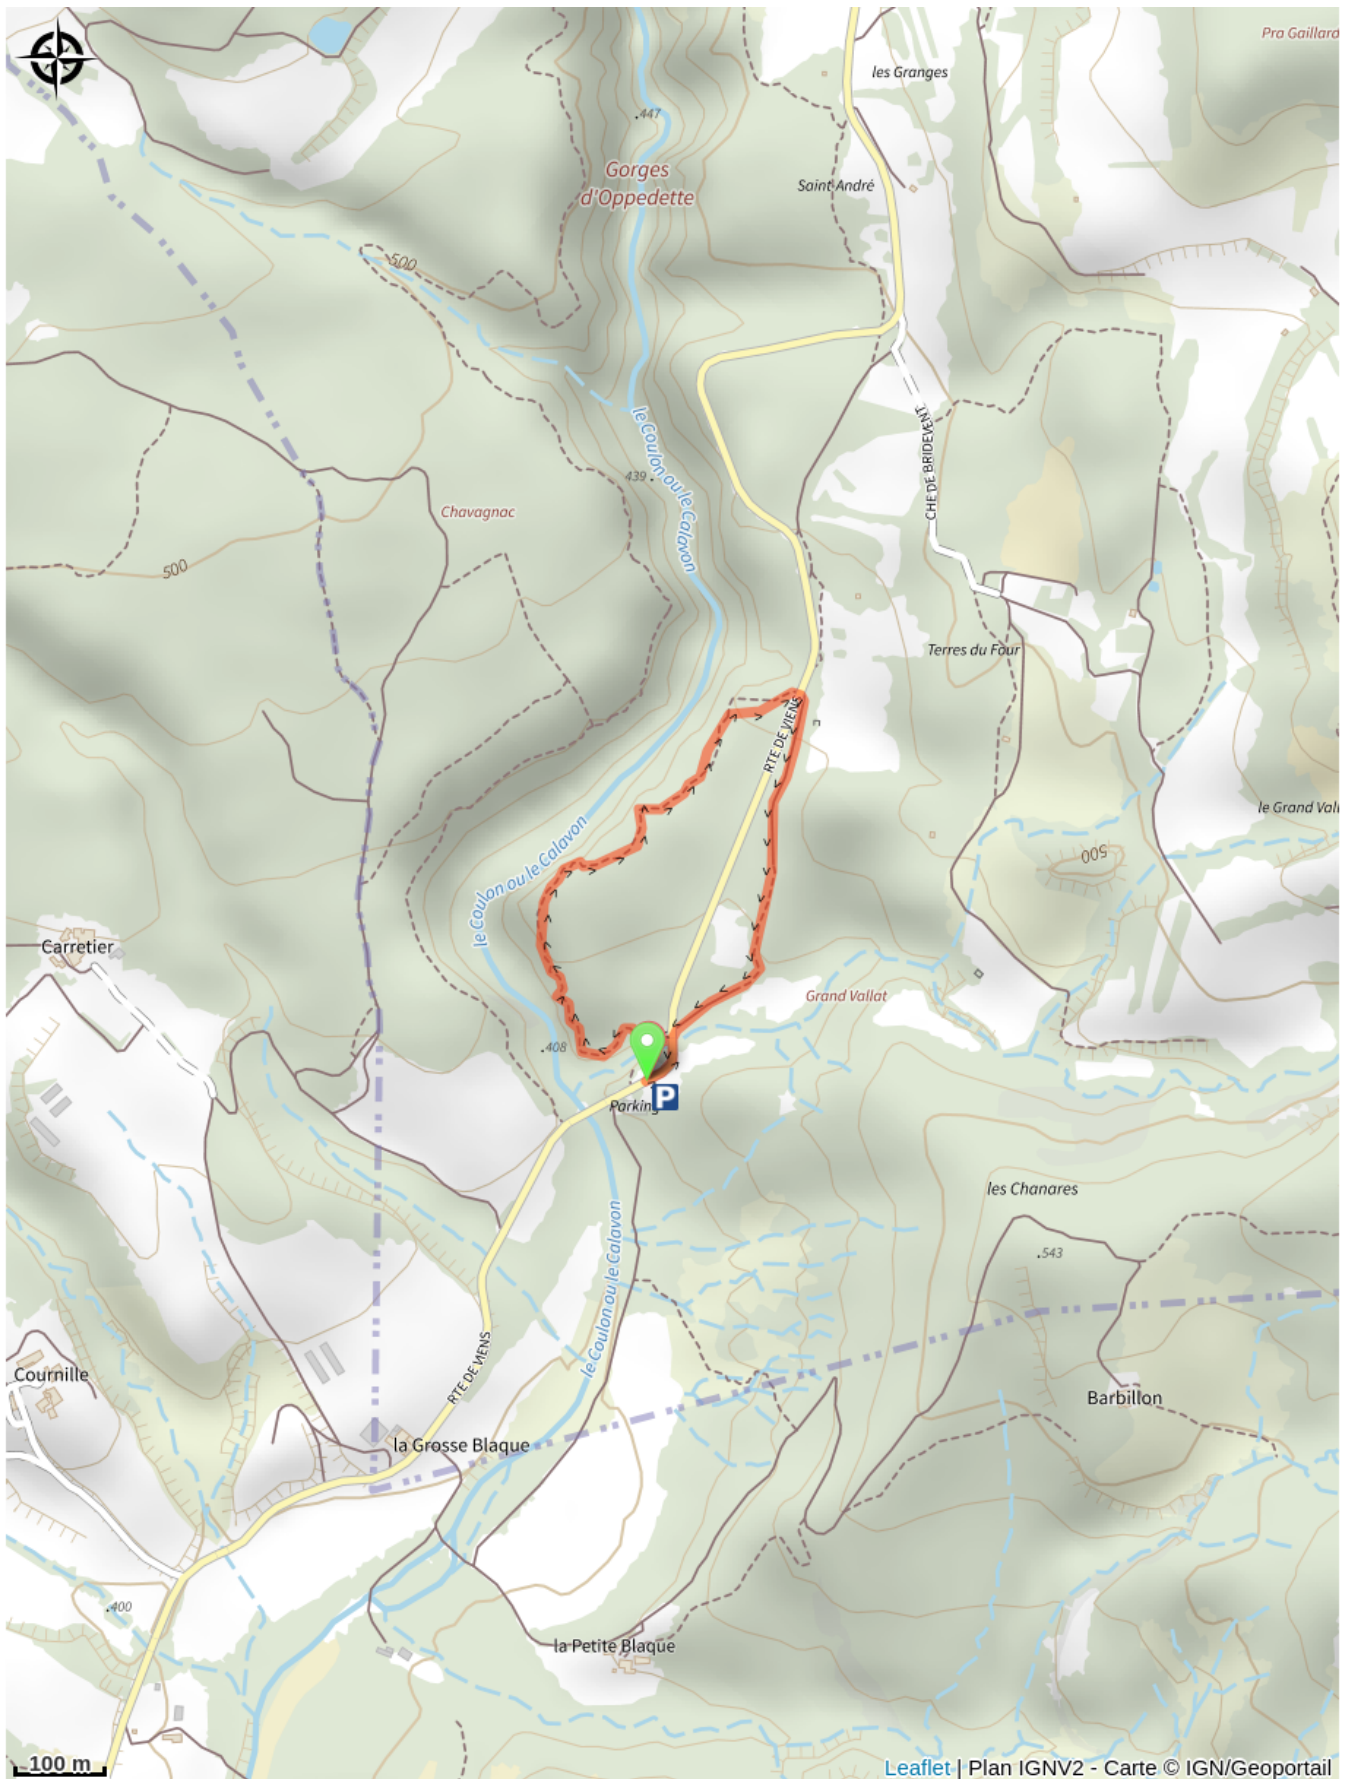 Pra Gaillard
les Granges
.447
Gorges
d'Oppedette
Saint-André
500
le Coulon ou le Calavon
CHE DE BRIDEVENT
439 .
Chavagnac
500
Terres du Four
RTE DE VIENS
le Grand Vall
500
le Coulon ou le Calavon
Carretier
Grand Vallat
.408
P
Parking
les Chanares
.543
le Coulon ou le Calavon
RTE DE VIENS
Cournille
Barbillon
la Grosse Blaque
.400
la Petite Blaque
100 m
Leaflet | Plan IGNV2 - Carte © IGN/Geoportail